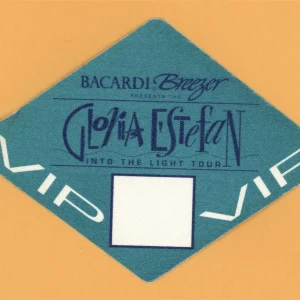 BACARDI Breezer
PRESENTS THE
GloRia EStefaN
INTO THE LIGHT TOUR
VIP
VIP